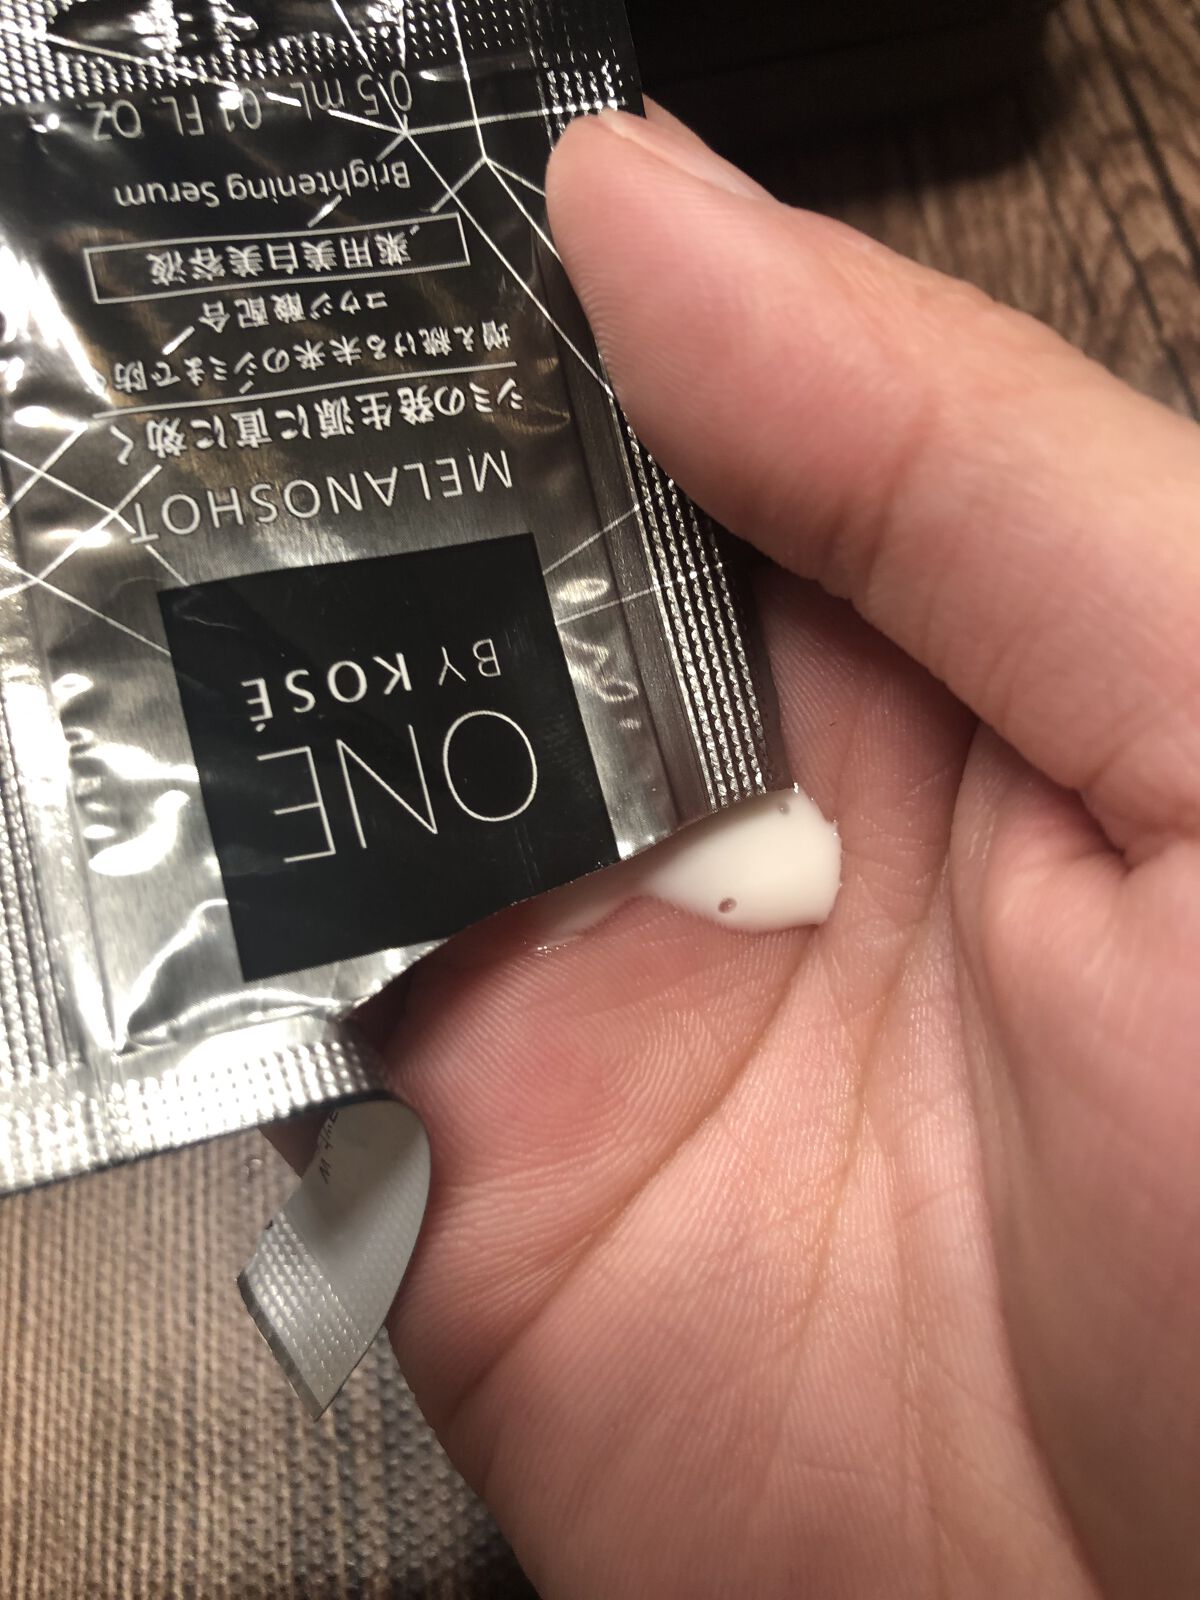 ONE
BY KOSÉ
MELANOSHOT
シミの発生源に直に効く
増え続ける未来のシミまで防ぐ
コウジ酸配合
薬用美白美容液
Brightening Serum
0.5 mL .01 FL. OZ.